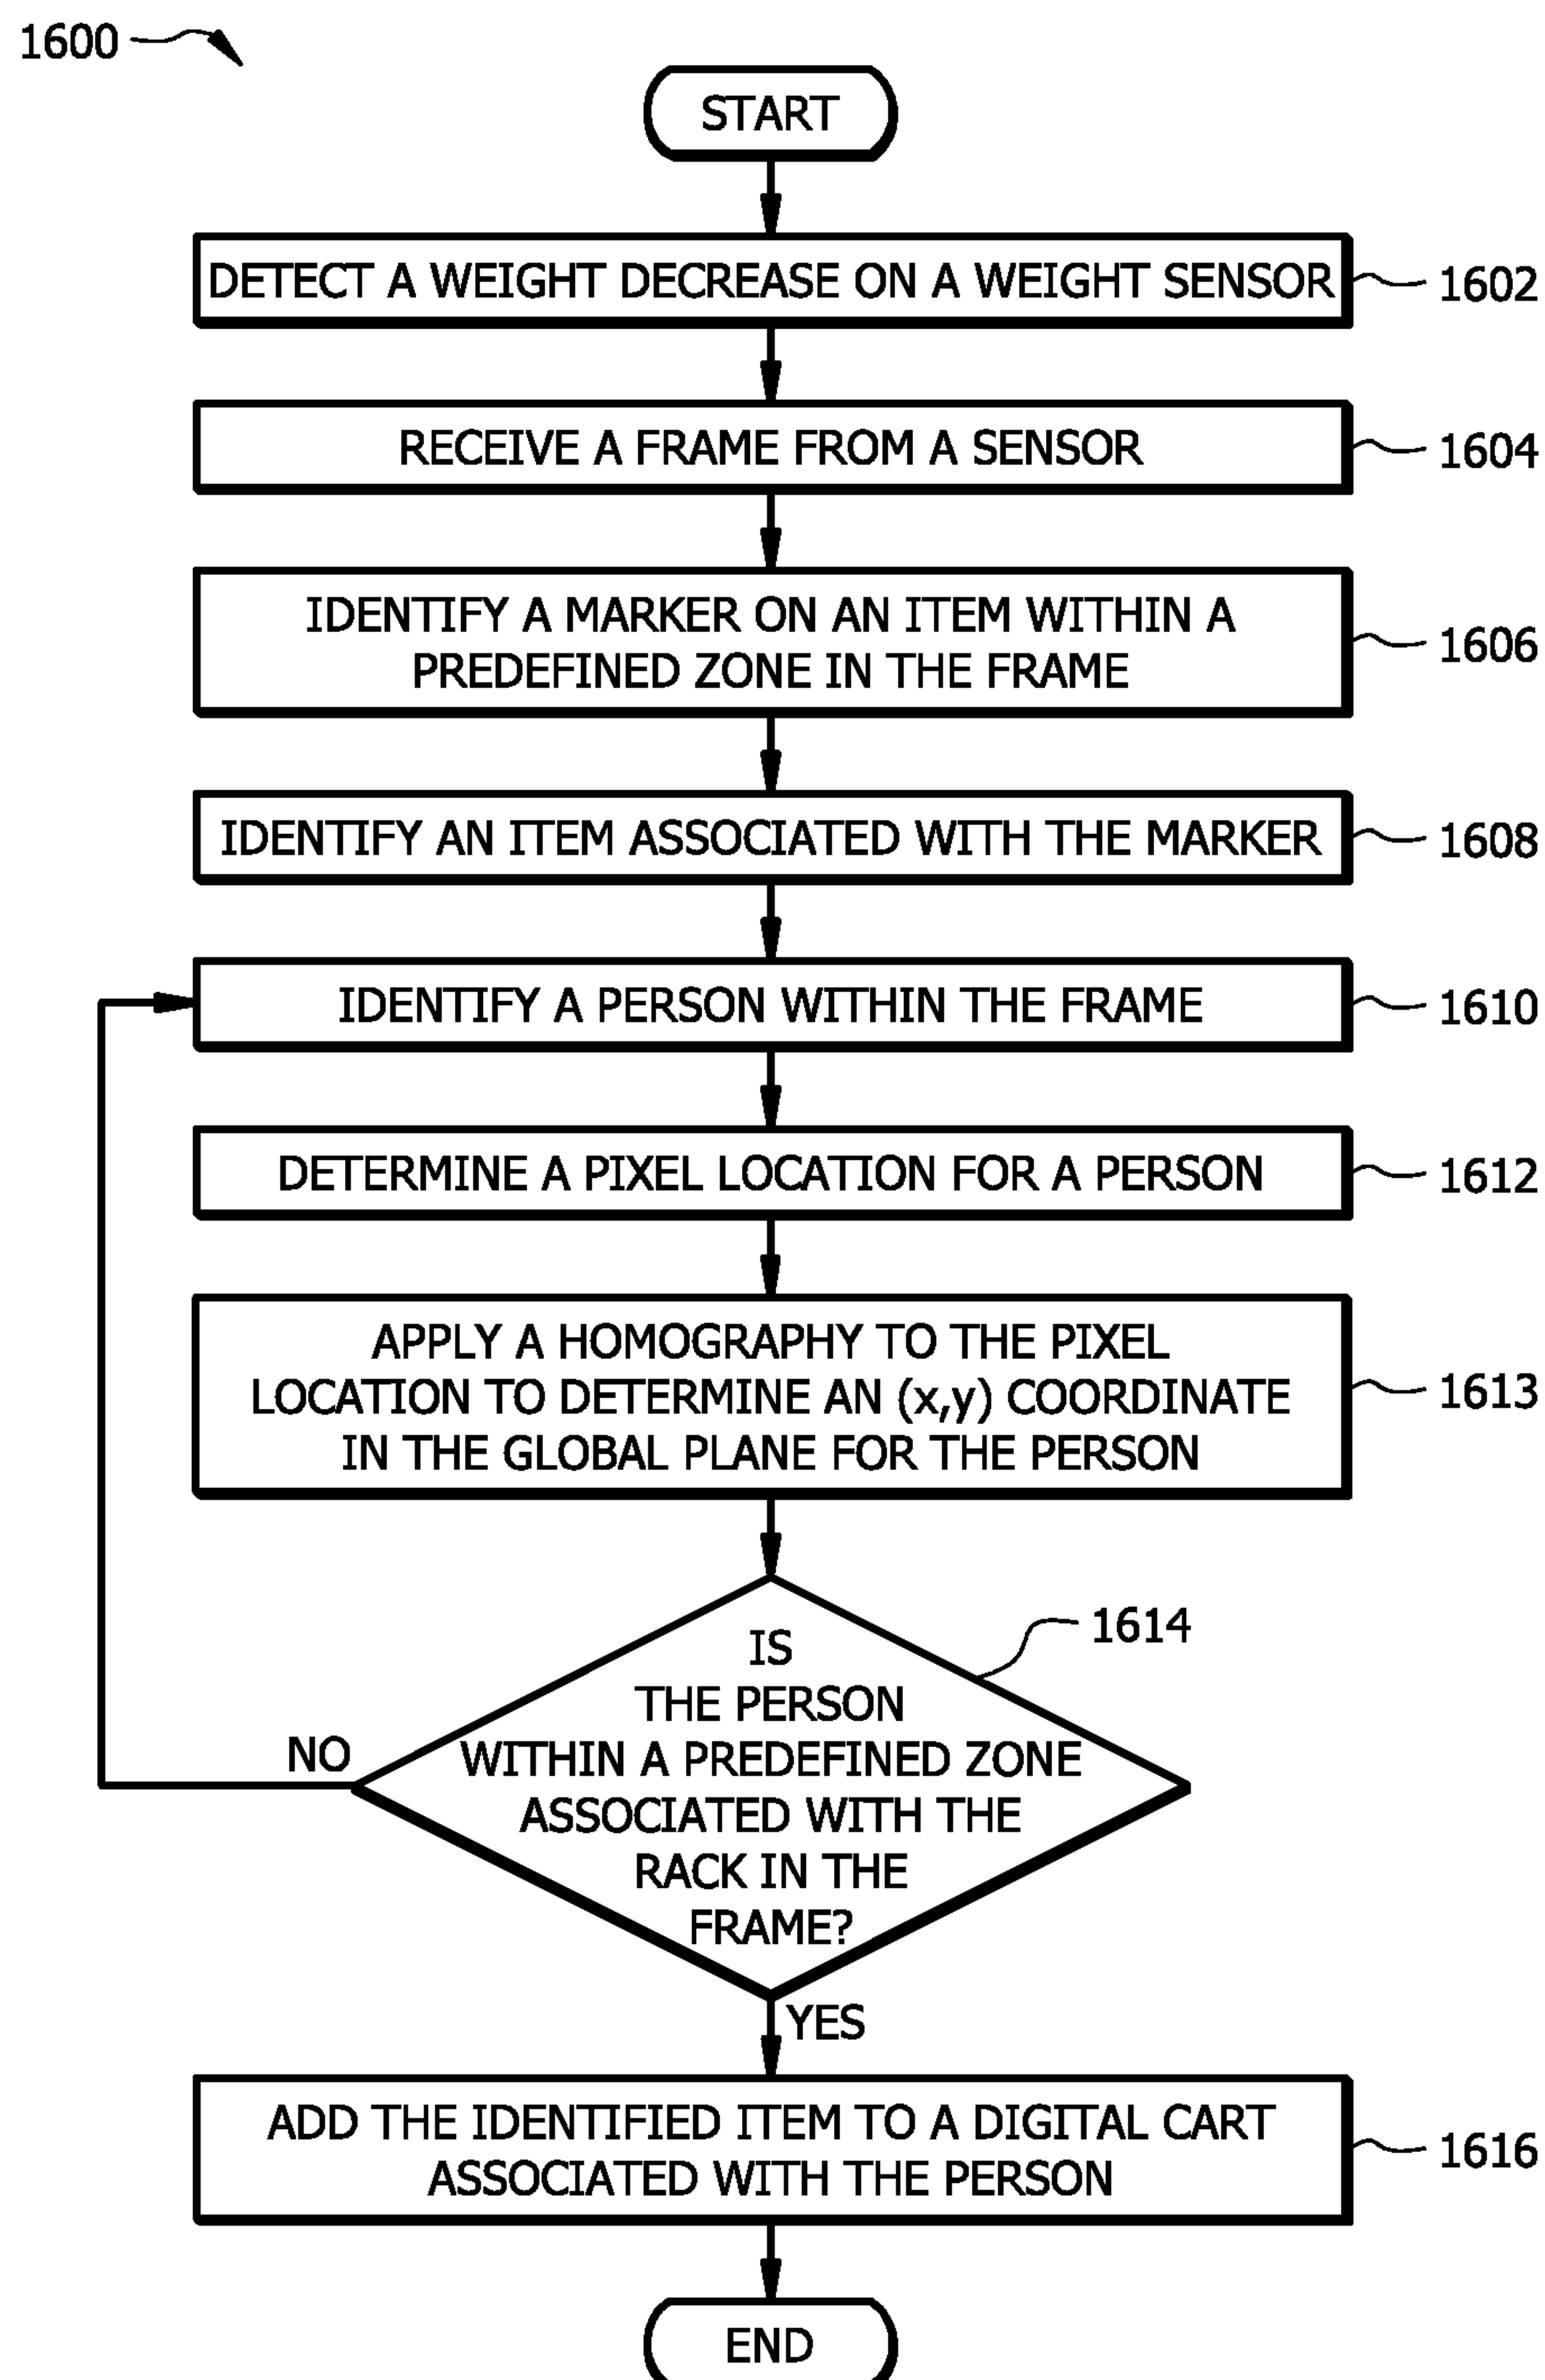 1600
START
DETECT A WEIGHT DECREASE ON A WEIGHT SENSOR
1602
RECEIVE A FRAME FROM A SENSOR
1604
IDENTIFY A MARKER ON AN ITEM WITHIN A
PREDEFINED ZONE IN THE FRAME
1606
IDENTIFY AN ITEM ASSOCIATED WITH THE MARKER
1608
IDENTIFY A PERSON WITHIN THE FRAME
1610
DETERMINE A PIXEL LOCATION FOR A PERSON
1612
APPLY A HOMOGRAPHY TO THE PIXEL
LOCATION TO DETERMINE AN (x,y) COORDINATE
IN THE GLOBAL PLANE FOR THE PERSON
1613
IS
THE PERSON
WITHIN A PREDEFINED ZONE
ASSOCIATED WITH THE
RACK IN THE
FRAME?
1614
NO
YES
ADD THE IDENTIFIED ITEM TO A DIGITAL CART
ASSOCIATED WITH THE PERSON
1616
END